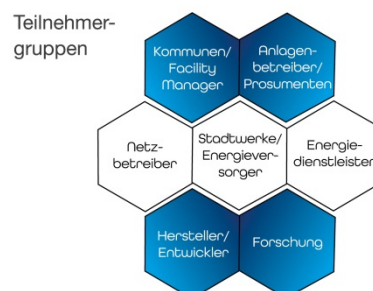 Teilnehmer-
gruppen
Kommunen/
Facility
Manager
Anlagen-
betreiber/
Prosumenten
Netz-
betreiber
Stadtwerke/
Energiever-
sorger
Energie-
dienstleister
Hersteller/
Entwickler
Forschung